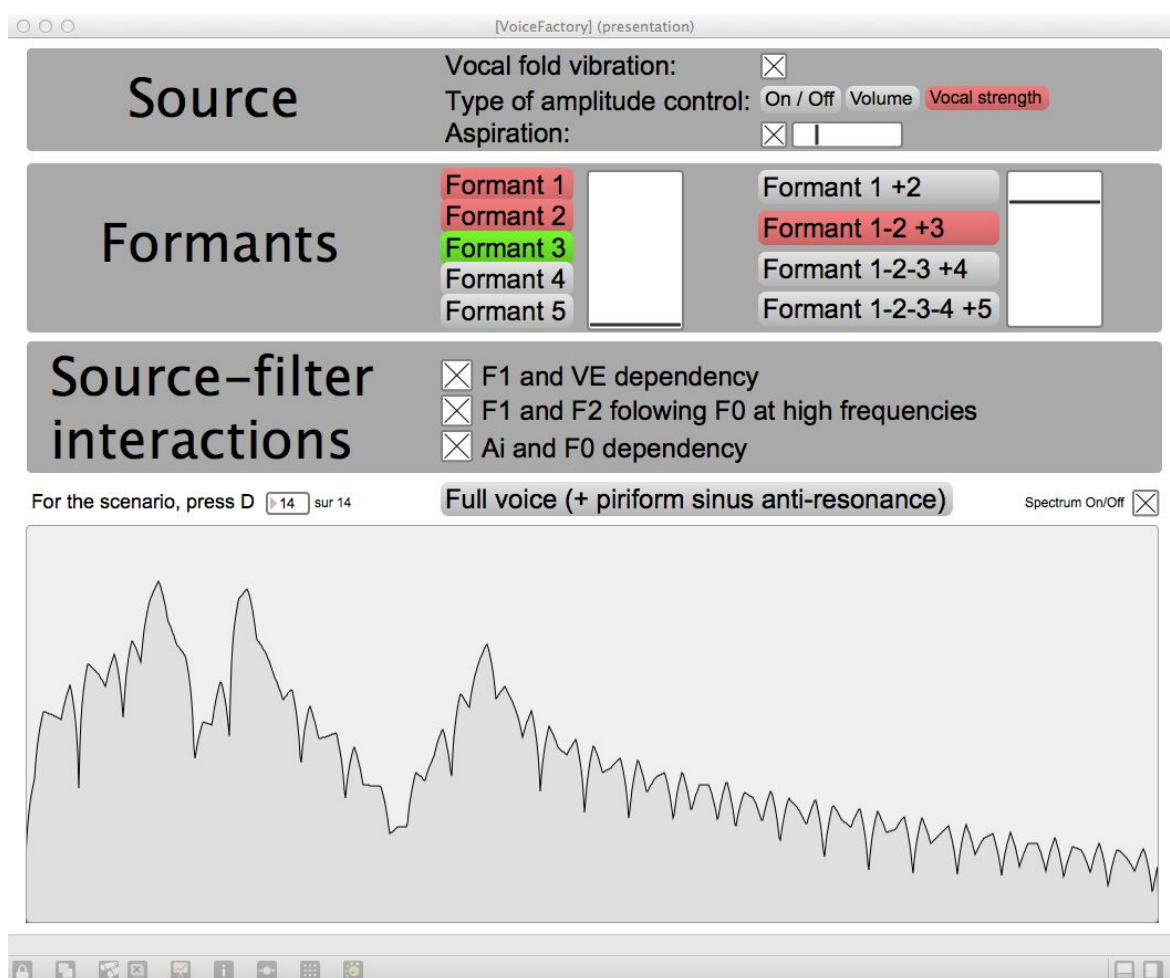 [VoiceFactory] (presentation)
Source
Vocal fold vibration:
Type of amplitude control: On / Off Volume Vocal strength
Aspiration:
Formants
Formant 1
Formant 2
Formant 3
Formant 4
Formant 5
Formant 1 +2
Formant 1-2 +3
Formant 1-2-3 +4
Formant 1-2-3-4 +5
Source-filter
interactions
F1 and VE dependency
F1 and F2 folowing F0 at high frequencies
Ai and F0 dependency
For the scenario, press D 14 sur 14
Full voice (+ piriform sinus anti-resonance)
Spectrum On/Off